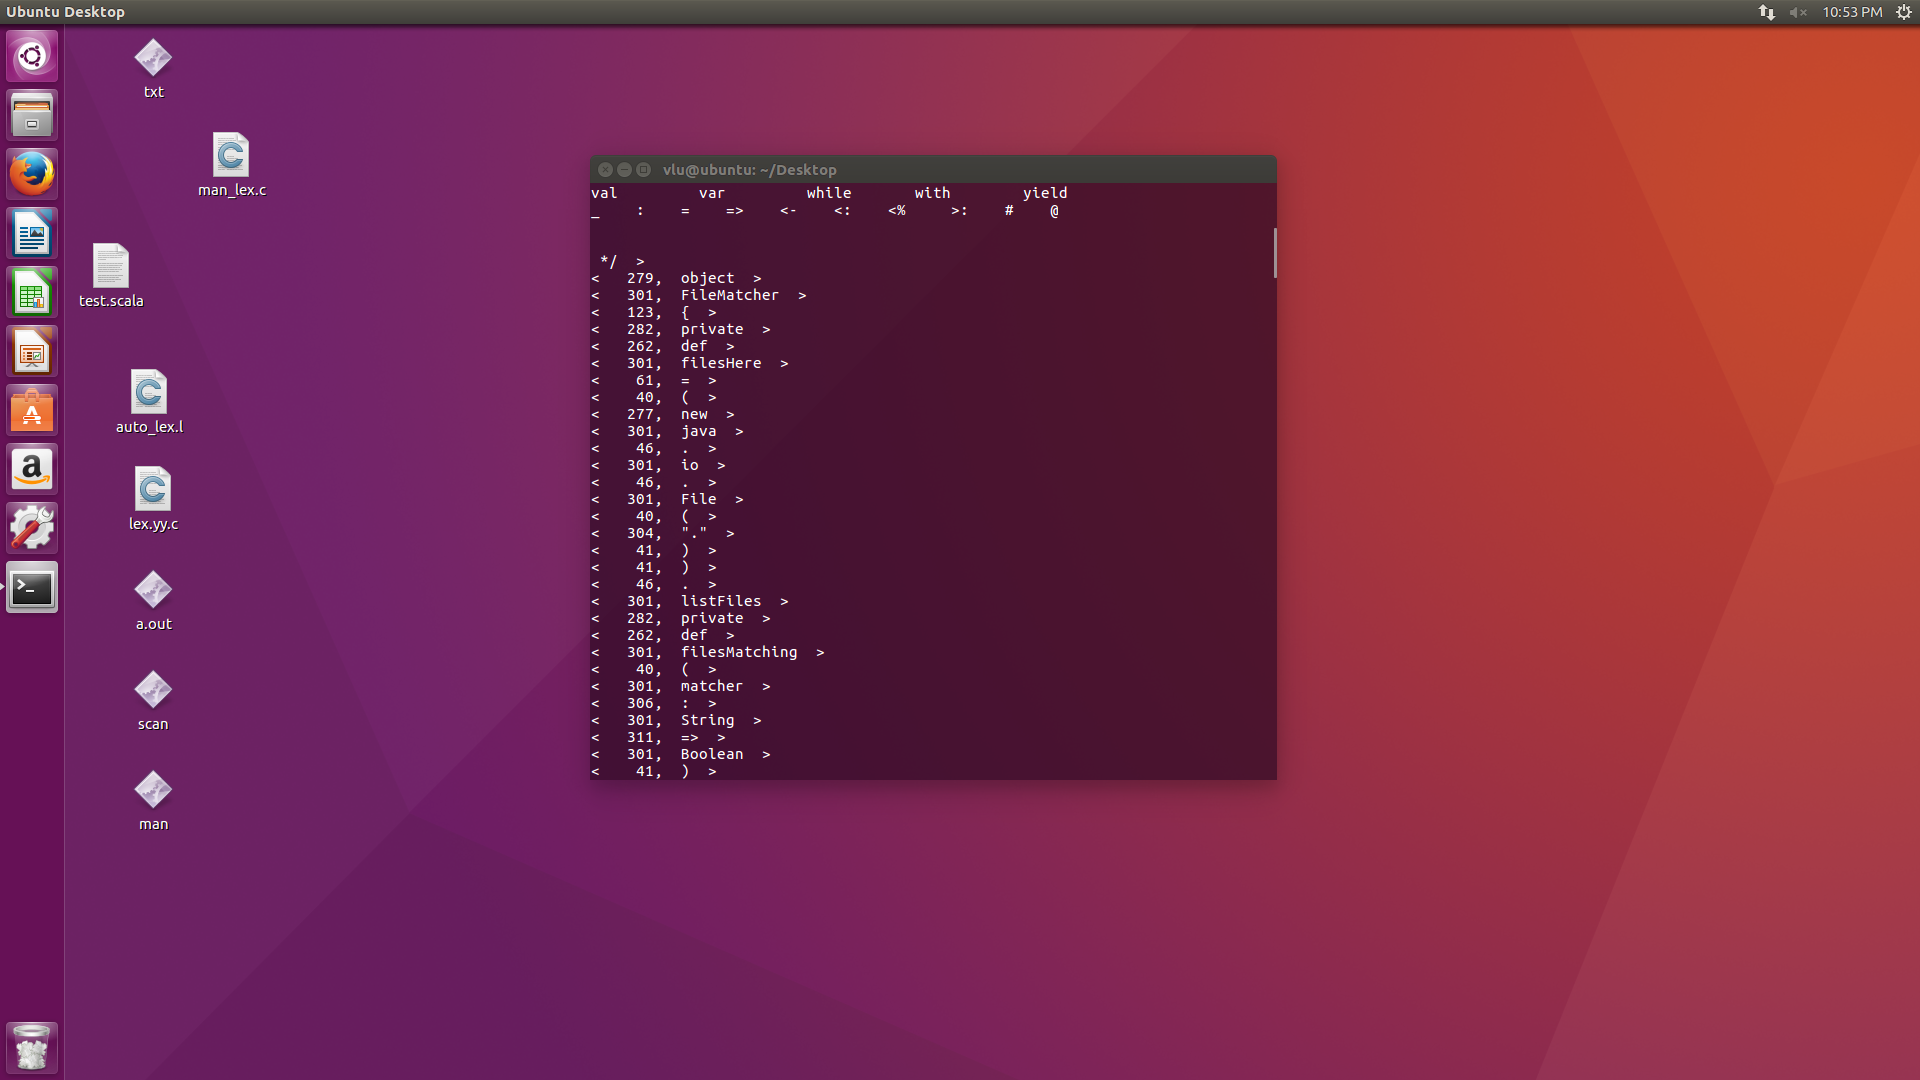 Ubuntu Desktop
10:53 PM
txt
man_lex.c
test.scala
auto_lex.l
lex.yy.c
a.out
scan
man
vlu@ubuntu: ~/Desktop
val var while with yield
_ : = => <- <: <% >: # @
*/ >
< 279, object >
< 301, FileMatcher >
< 123, { >
< 282, private >
< 262, def >
< 301, filesHere >
< 61, = >
< 40, ( >
< 277, new >
< 301, java >
< 46, . >
< 301, io >
< 46, . >
< 301, File >
< 40, ( >
< 304, "." >
< 41, ) >
< 41, ) >
< 46, . >
< 301, listFiles >
< 282, private >
< 262, def >
< 301, filesMatching >
< 40, ( >
< 301, matcher >
< 306, : >
< 301, String >
< 311, => >
< 301, Boolean >
< 41, ) >